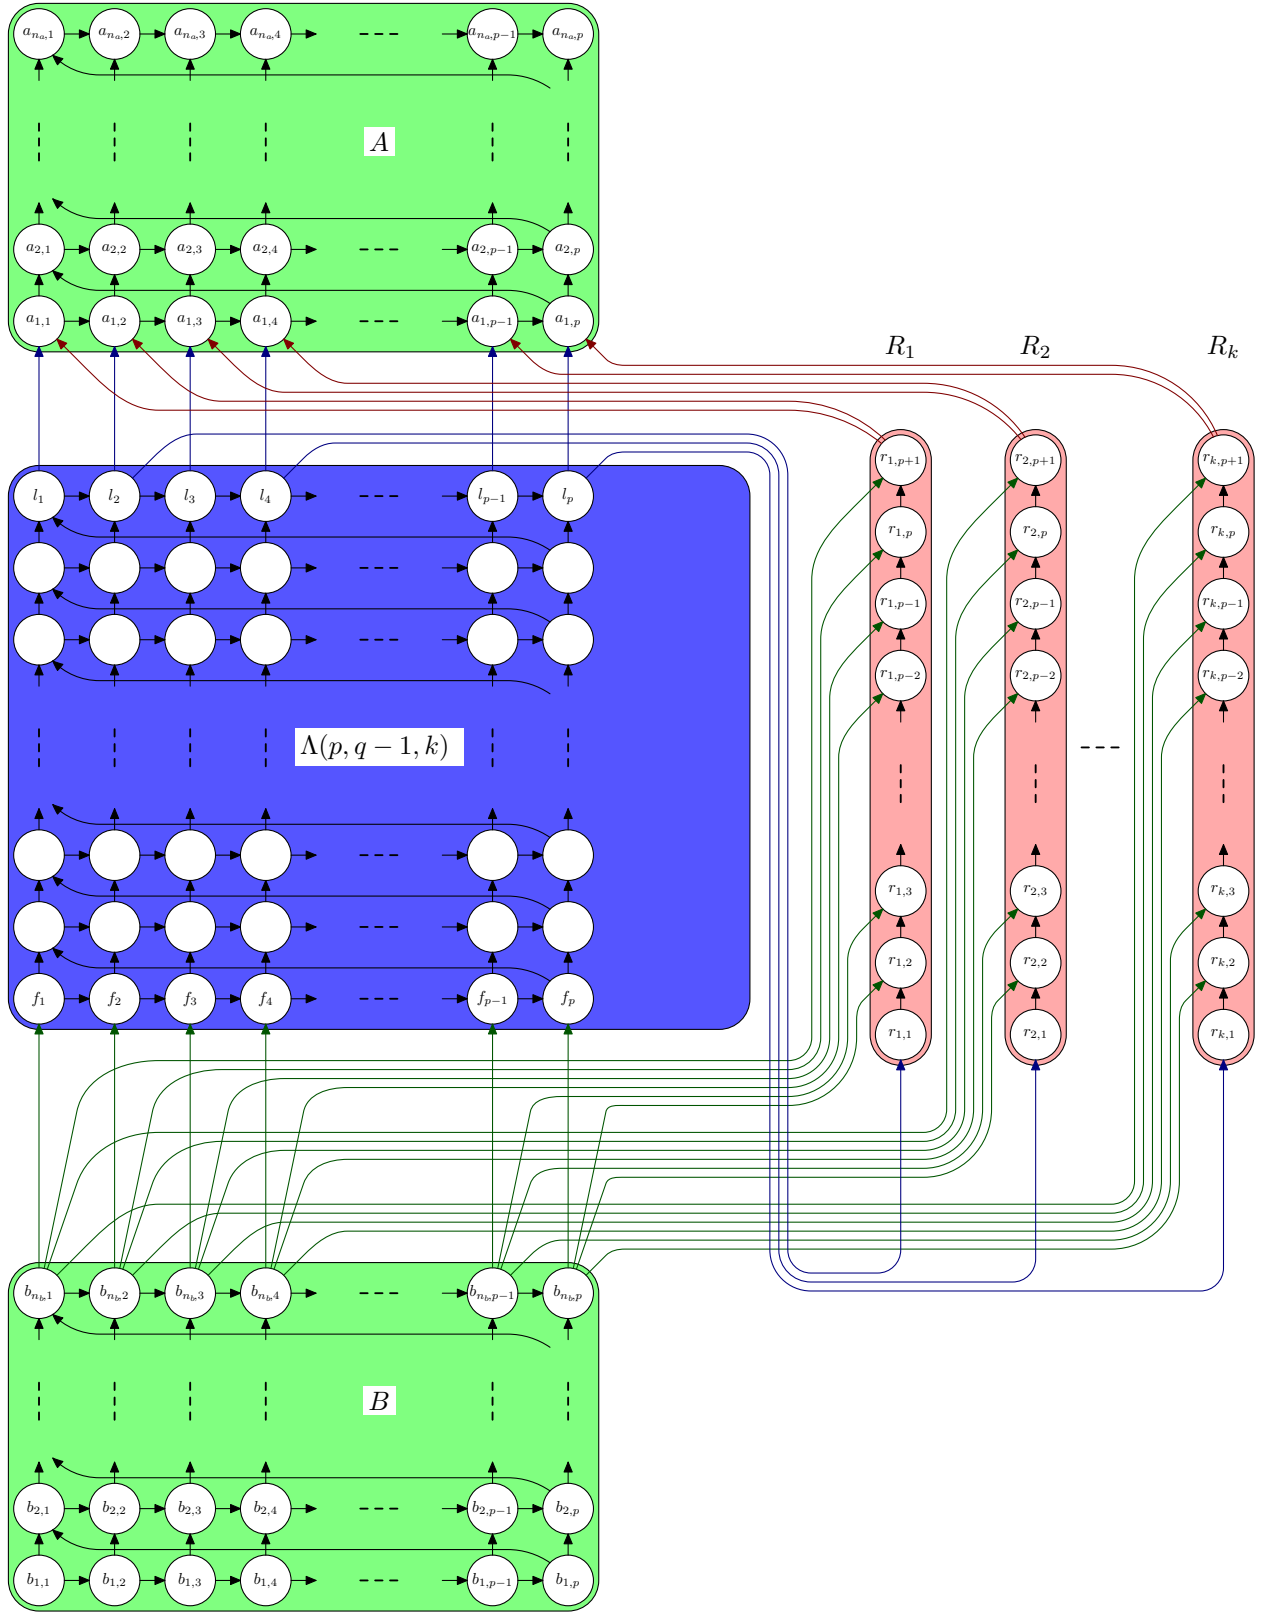 a_{n_a,1} a_{n_a,2} a_{n_a,3} a_{n_a,4} a_{n_a,p−1} a_{n_a,p}
A
a_{2,1} a_{2,2} a_{2,3} a_{2,4} a_{2,p−1} a_{2,p}
a_{1,1} a_{1,2} a_{1,3} a_{1,4} a_{1,p−1} a_{1,p}
R_1 R_2 R_k
r_{1,p+1} r_{2,p+1} r_{k,p+1}
l_1 l_2 l_3 l_4 l_{p−1} l_p
r_{1,p} r_{2,p} r_{k,p}
r_{1,p−1} r_{2,p−1} r_{k,p−1}
r_{1,p−2} r_{2,p−2} r_{k,p−2}
Λ(p, q − 1, k)
r_{1,3} r_{2,3} r_{k,3}
r_{1,2} r_{2,2} r_{k,2}
f_1 f_2 f_3 f_4 f_{p−1} f_p
r_{1,1} r_{2,1} r_{k,1}
b_{n_b,1} b_{n_b,2} b_{n_b,3} b_{n_b,4} b_{n_b,p−1} b_{n_b,p}
B
b_{2,1} b_{2,2} b_{2,3} b_{2,4} b_{2,p−1} b_{2,p}
b_{1,1} b_{1,2} b_{1,3} b_{1,4} b_{1,p−1} b_{1,p}